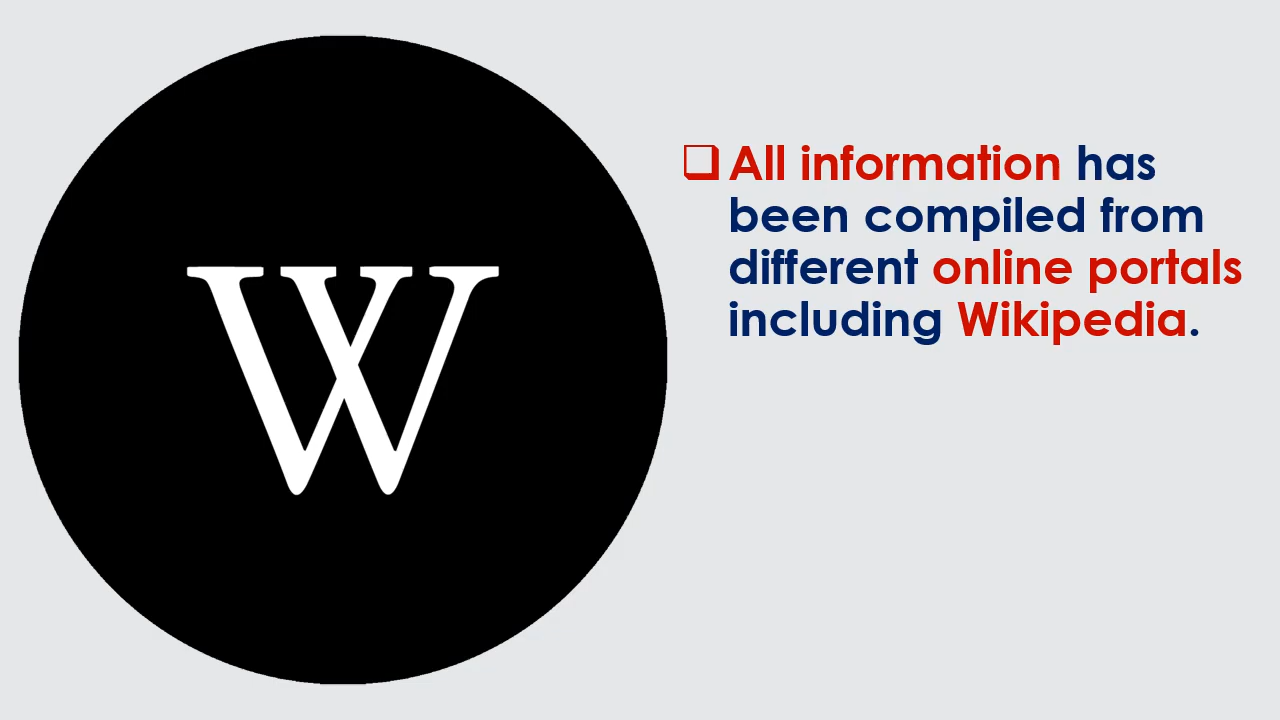 W
❑ All information has
been compiled from
different online portals
including Wikipedia.